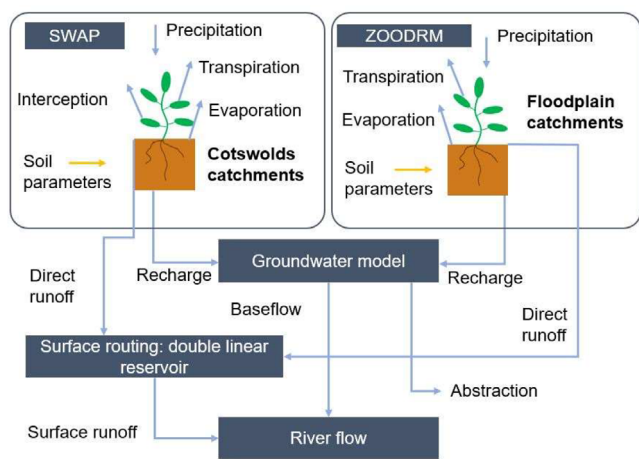 SWAP
Precipitation
Transpiration
Interception
Evaporation
Soil
parameters
Cotswolds
catchments
ZOODRM
Precipitation
Transpiration
Evaporation
Floodplain
catchments
Soil
parameters
Direct
runoff
Recharge
Groundwater model
Recharge
Baseflow
Direct
runoff
Surface routing: double linear
reservoir
Abstraction
Surface runoff
River flow